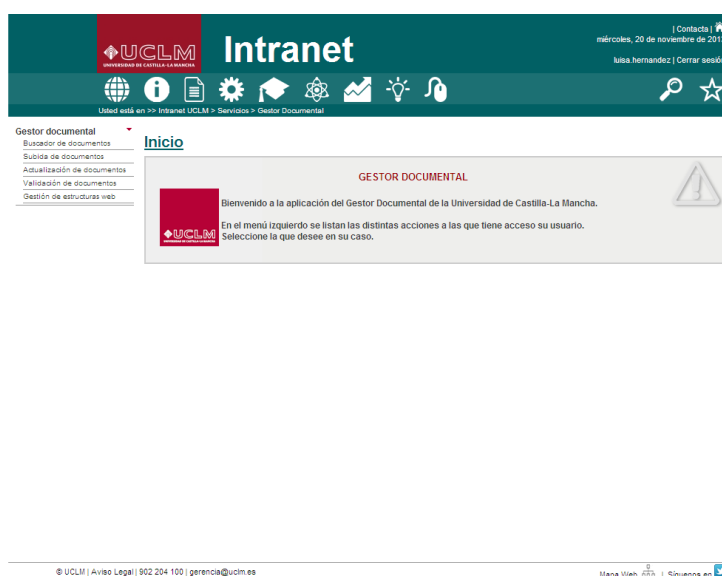 | Contacta |
miércoles, 20 de noviembre de 201
luisa.hernandez | Cerrar sesión
UCLM
UNIVERSIDAD DE CASTILLA-LA MANCHA
Intranet
Usted está en >> Intranet UCLM > Servicios > Gestor Documental
Gestor documental
Buscador de documentos
Subida de documentos
Actualización de documentos
Validación de documentos
Gestión de estructuras web
Inicio
GESTOR DOCUMENTAL
Bienvenido a la aplicación del Gestor Documental de la Universidad de Castilla-La Mancha.
En el menú izquierdo se listan las distintas acciones a las que tiene acceso su usuario.
Seleccione la que desee en su caso.
UCLM
UNIVERSIDAD DE CASTILLA-LA MANCHA
© UCLM | Aviso Legal | 902 204 100 | gerencia@uclm.es
Mapa Web | Síguenos en